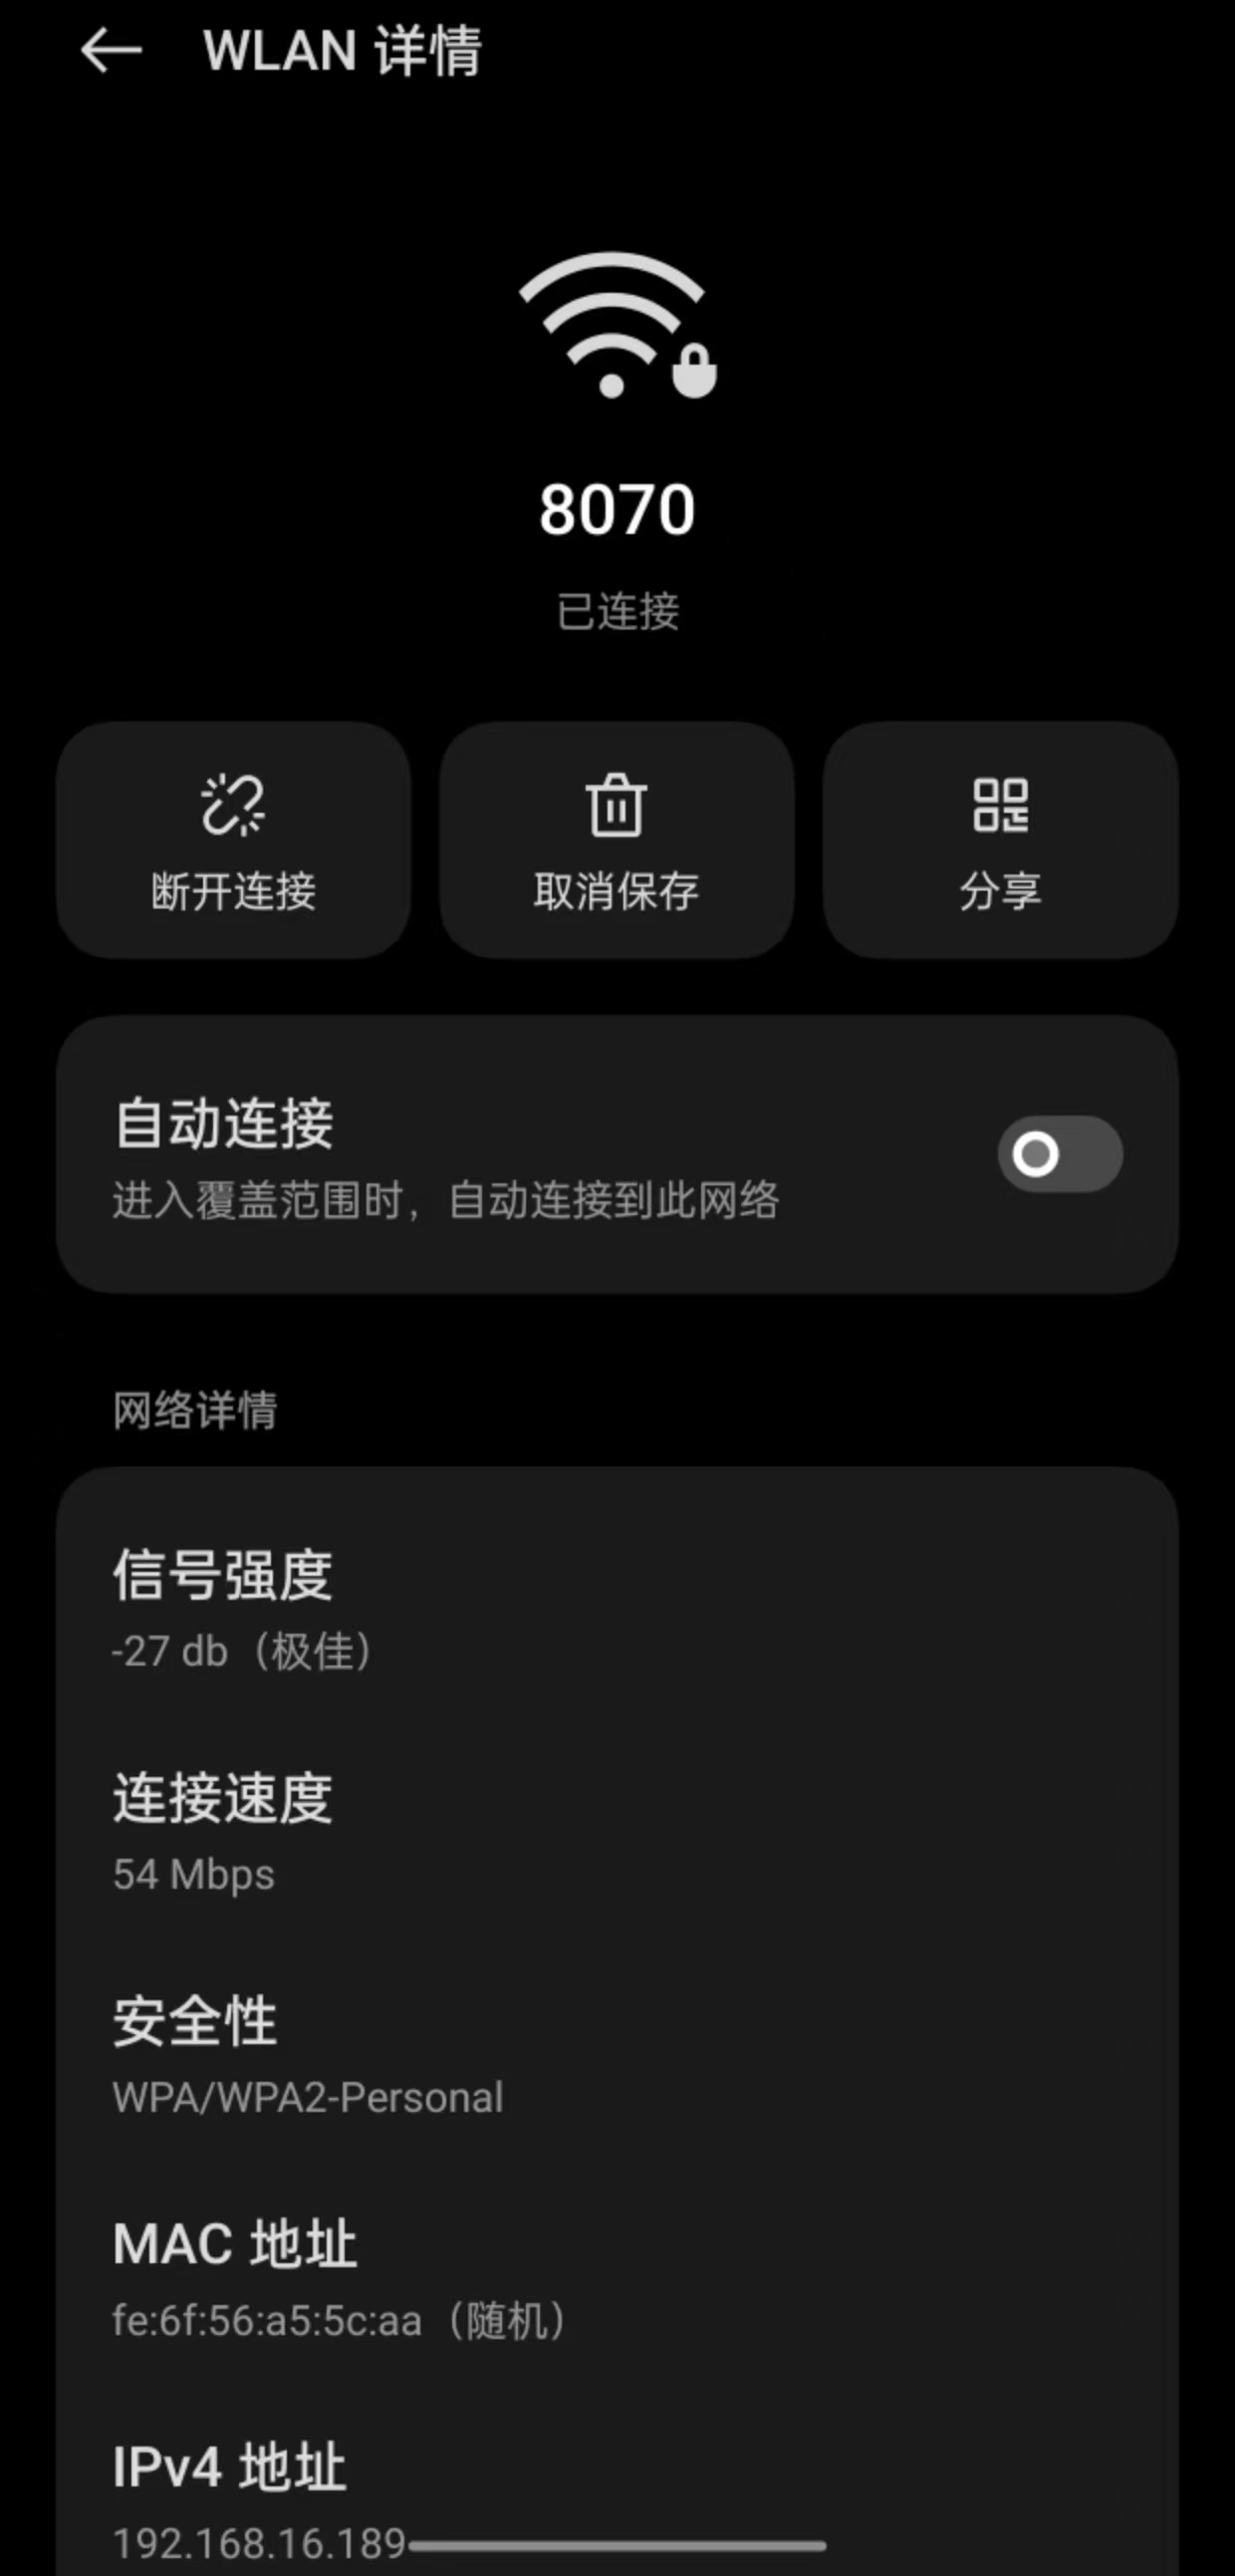 WLAN 详情
8070
已连接
断开连接
取消保存
分享
自动连接
进入覆盖范围时，自动连接到此网络
网络详情
信号强度
-27 db（极佳）
连接速度
54 Mbps
安全性
WPA/WPA2-Personal
MAC 地址
fe:6f:56:a5:5c:aa（随机）
IPv4 地址
192.168.16.189